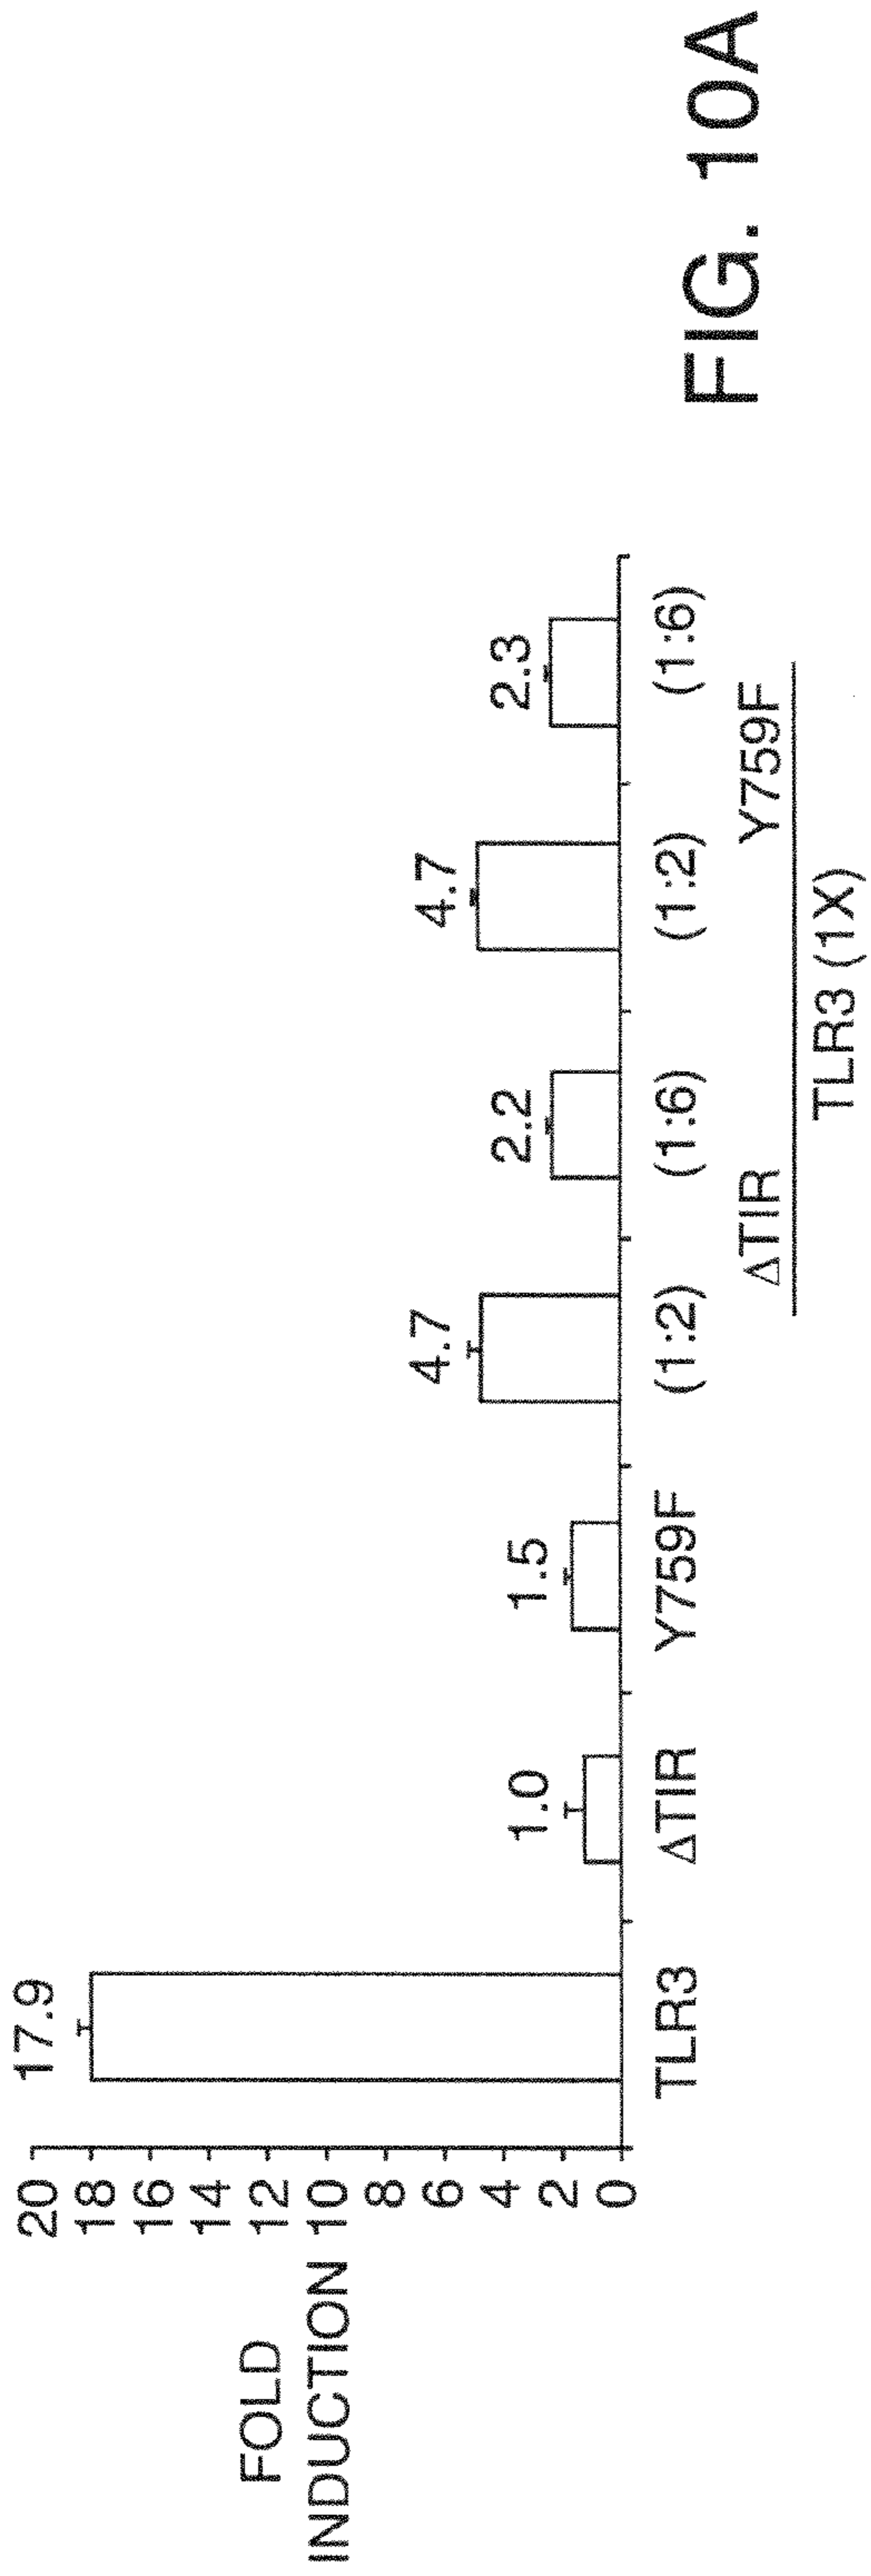 FOLD
INDUCTION
20
18
16
14
12
10
8
6
4
2
0
17.9
1.0
1.5
4.7
2.2
4.7
2.3
TLR3
ΔTIR
Y759F
(1:2)
(1:6)
(1:2)
(1:6)
ΔTIR
Y759F
TLR3 (1X)
FIG. 10A